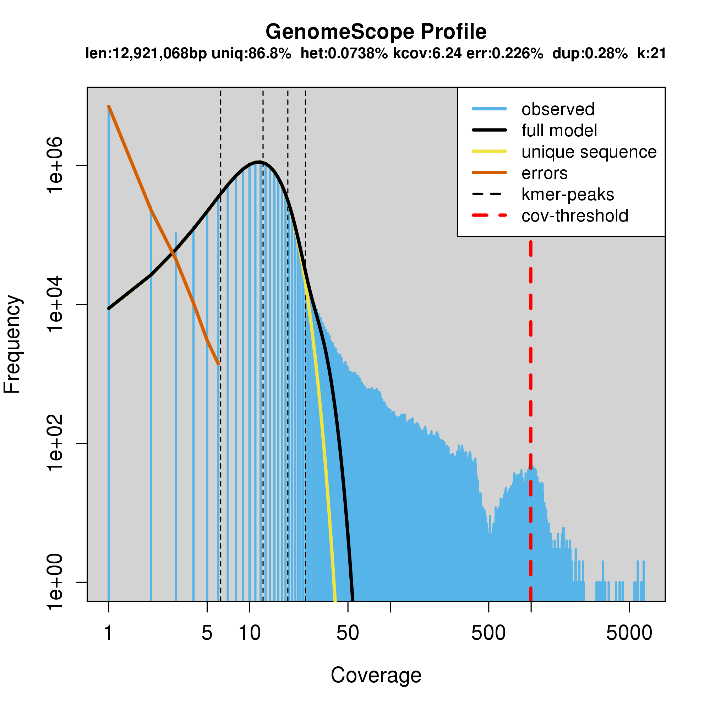 GenomeScope Profile
len:12,921,068bp uniq:86.8% het:0.0738% kcov:6.24 err:0.226% dup:0.28% k:21
observed
full model
unique sequence
errors
kmer-peaks
cov-threshold
Frequency
1e+06
1e+04
1e+02
1e+00
1 5 10 50 500 5000
Coverage